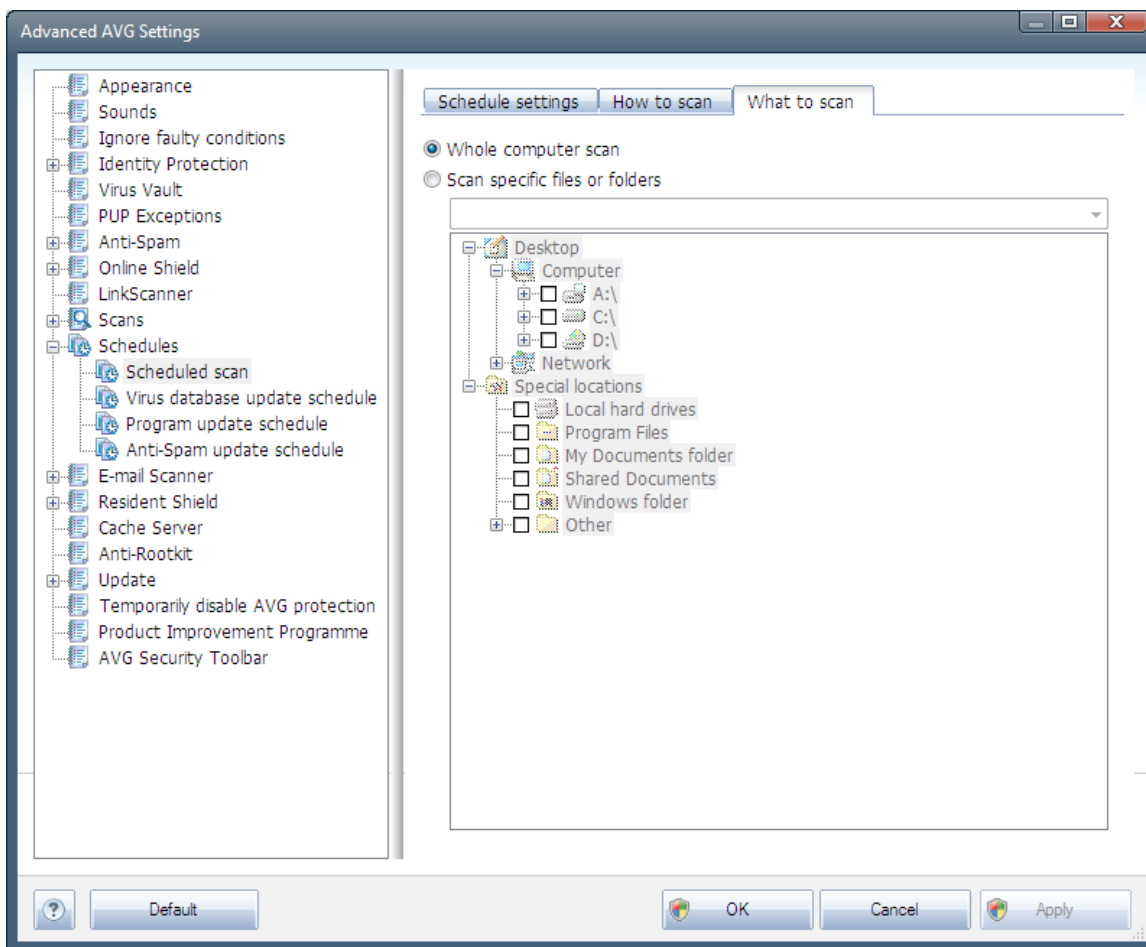 Advanced AVG Settings
Appearance
Sounds
Ignore faulty conditions
Identity Protection
Virus Vault
PUP Exceptions
Anti-Spam
Online Shield
LinkScanner
Scans
Schedules
Scheduled scan
Virus database update schedule
Program update schedule
Anti-Spam update schedule
E-mail Scanner
Resident Shield
Cache Server
Anti-Rootkit
Update
Temporarily disable AVG protection
Product Improvement Programme
AVG Security Toolbar
Schedule settings How to scan What to scan
Whole computer scan
Scan specific files or folders
Desktop
Computer
A:\
C:\
D:\
Network
Special locations
Local hard drives
Program Files
My Documents folder
Shared Documents
Windows folder
Other
? Default OK Cancel Apply